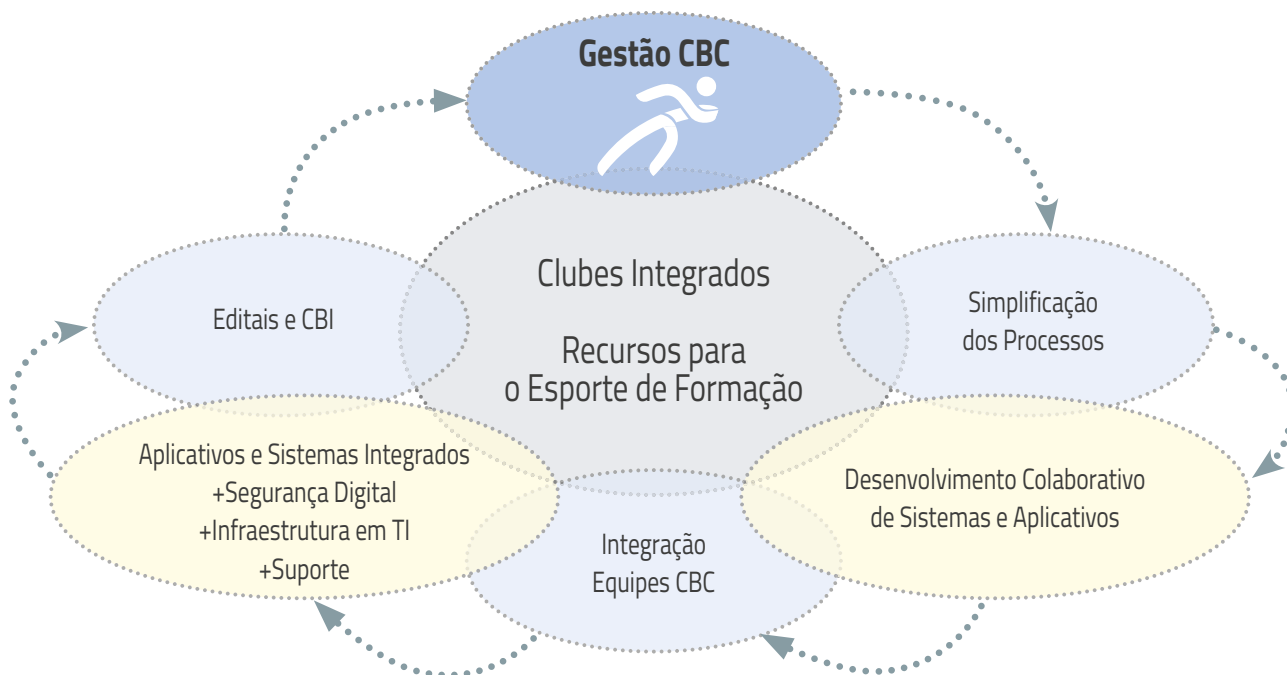 Gestão CBC
Clubes Integrados
Recursos para
o Esporte de Formação
Simplificação
dos Processos
Desenvolvimento Colaborativo
de Sistemas e Aplicativos
Integração
Equipes CBC
Aplicativos e Sistemas Integrados
+Segurança Digital
+Infraestrutura em TI
+Suporte
Editais e CBI